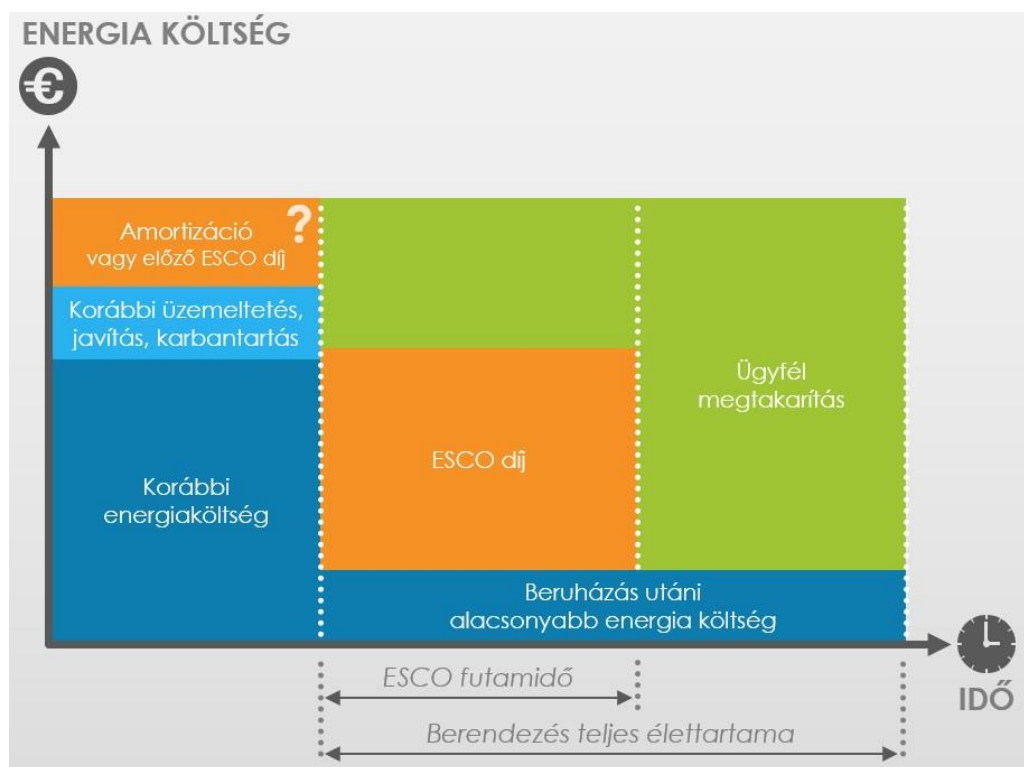 ENERGIA KÖLTSÉG
€
Amortizáció
vagy előző ESCO díj
?
Korábbi üzemeltetés,
javítás, karbantartás
Korábbi
energiaköltség
ESCO díj
Ügyfél
megtakarítás
Beruházás utáni
alacsonyabb energia költség
IDŐ
ESCO futamidő
Berendezés teljes élettartama